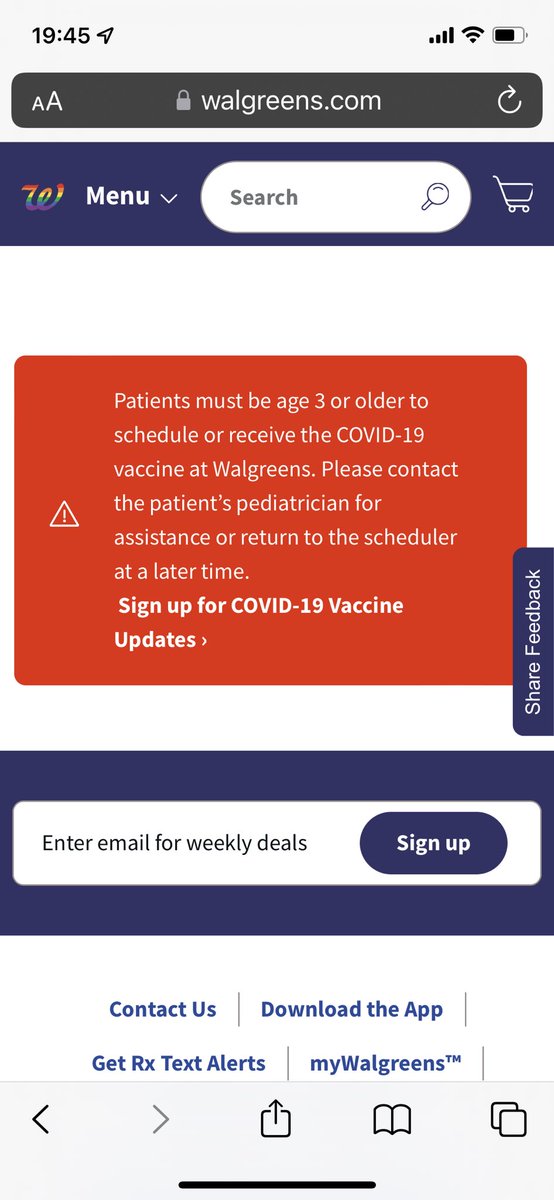 19:45
AA walgreens.com
W Menu Search
Patients must be age 3 or older to
schedule or receive the COVID-19
vaccine at Walgreens. Please contact
the patient’s pediatrician for
assistance or return to the scheduler
at a later time.
Sign up for COVID-19 Vaccine
Updates ›
Share Feedback
Enter email for weekly deals Sign up
Contact Us Download the App
Get Rx Text Alerts myWalgreens™